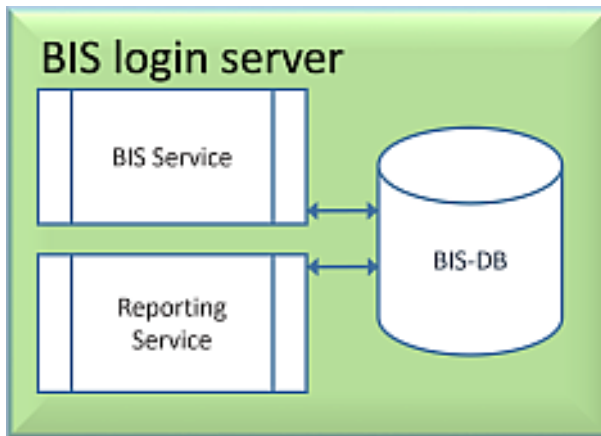 BIS login server
BIS Service
BIS-DB
Reporting
Service